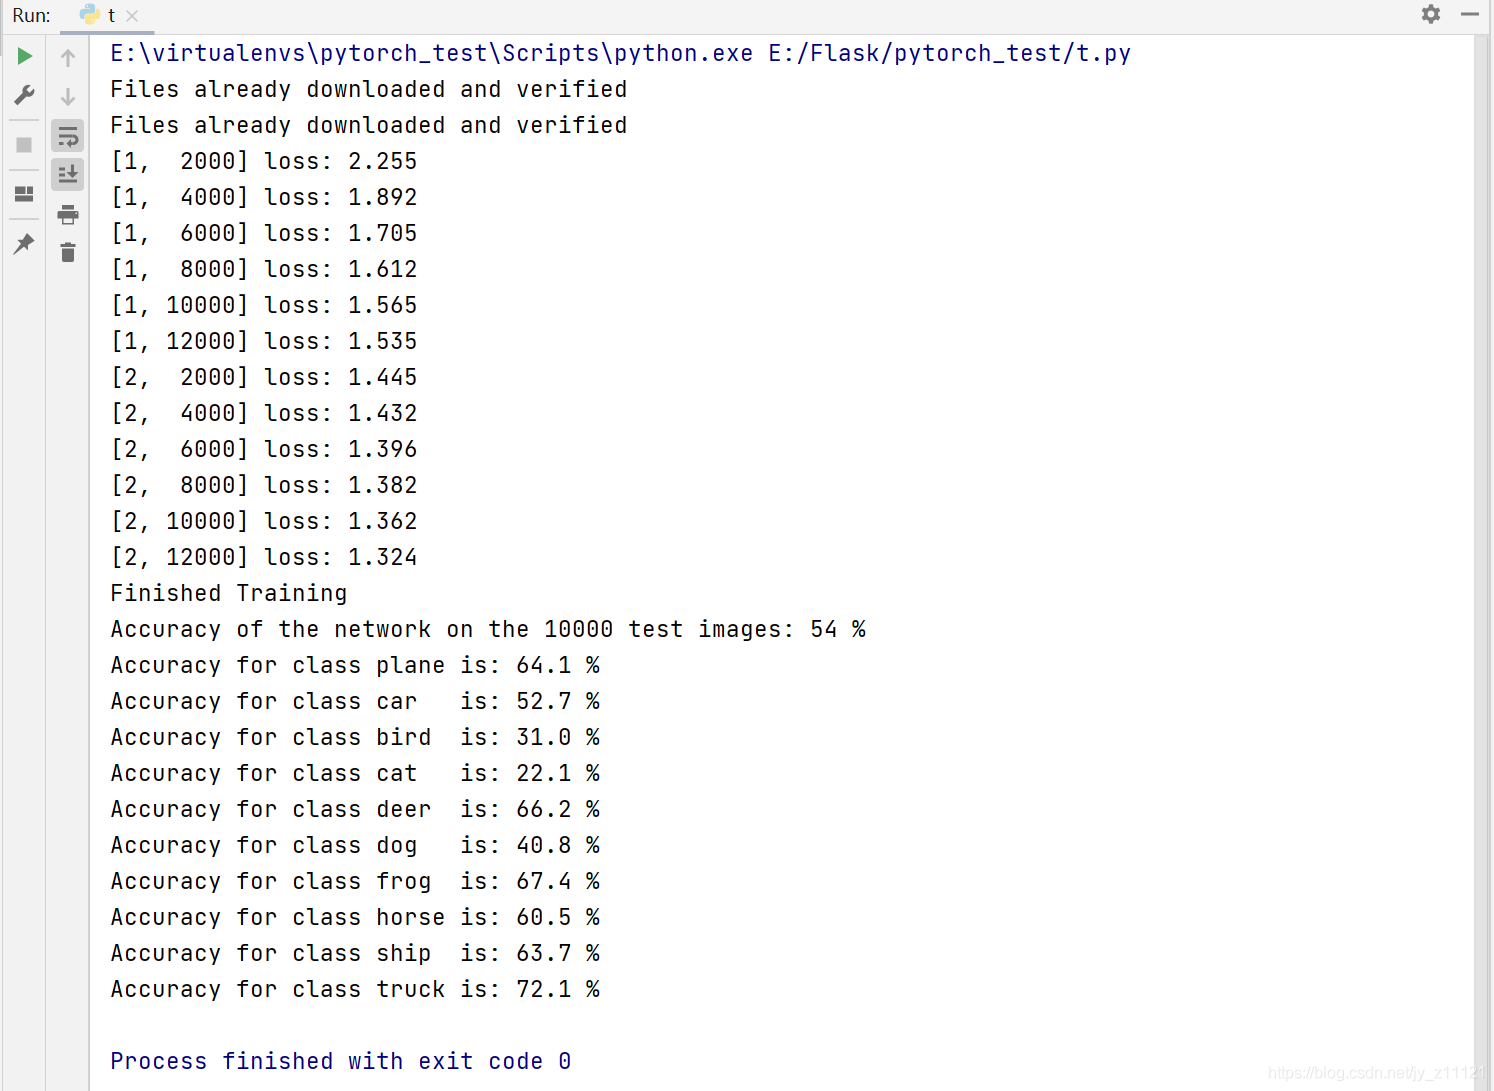 Run: t
E:\virtualenvs\pytorch_test\Scripts\python.exe E:/Flask/pytorch_test/t.py
Files already downloaded and verified
Files already downloaded and verified
[1,  2000] loss: 2.255
[1,  4000] loss: 1.892
[1,  6000] loss: 1.705
[1,  8000] loss: 1.612
[1, 10000] loss: 1.565
[1, 12000] loss: 1.535
[2,  2000] loss: 1.445
[2,  4000] loss: 1.432
[2,  6000] loss: 1.396
[2,  8000] loss: 1.382
[2, 10000] loss: 1.362
[2, 12000] loss: 1.324
Finished Training
Accuracy of the network on the 10000 test images: 54 %
Accuracy for class plane is: 64.1 %
Accuracy for class car   is: 52.7 %
Accuracy for class bird  is: 31.0 %
Accuracy for class cat   is: 22.1 %
Accuracy for class deer  is: 66.2 %
Accuracy for class dog   is: 40.8 %
Accuracy for class frog  is: 67.4 %
Accuracy for class horse is: 60.5 %
Accuracy for class ship  is: 63.7 %
Accuracy for class truck is: 72.1 %
Process finished with exit code 0
https://blog.csdn.net/jy_z11121